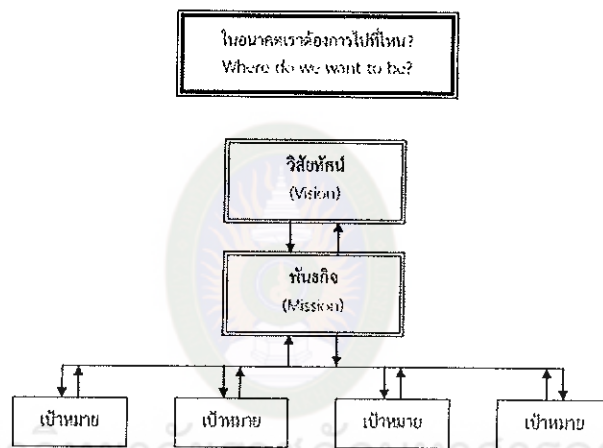 ในอนาคตเราต้องการไปที่ไหน?
Where do we want to be?
วิสัยทัศน์
(Vision)
พันธกิจ
(Mission)
เป้าหมาย
เป้าหมาย
เป้าหมาย
เป้าหมาย